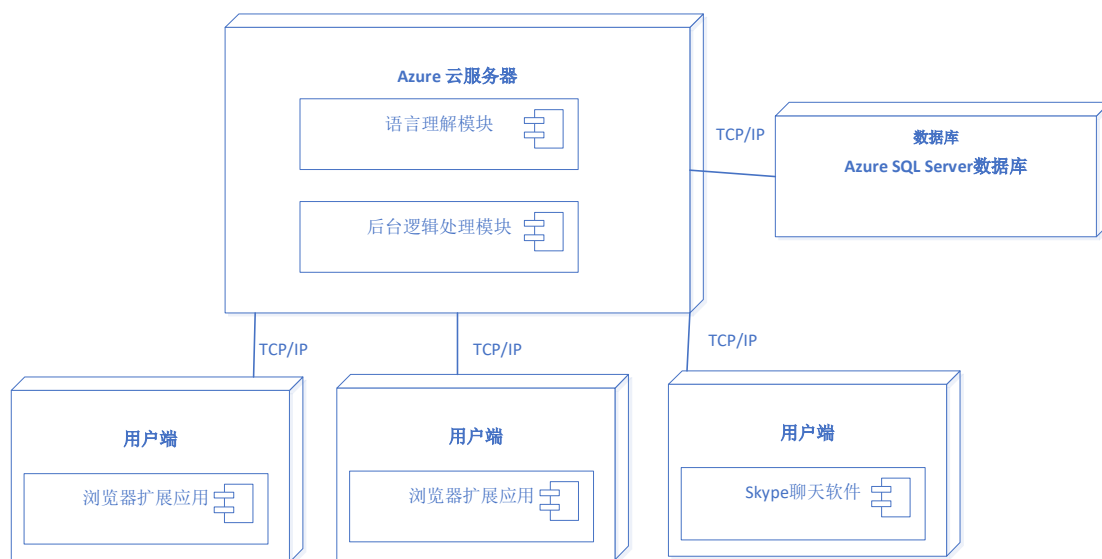 Azure 云服务器
语言理解模块
后台逻辑处理模块
TCP/IP
数据库
Azure SQL Server数据库
TCP/IP
TCP/IP
TCP/IP
用户端
浏览器扩展应用
用户端
浏览器扩展应用
用户端
Skype聊天软件